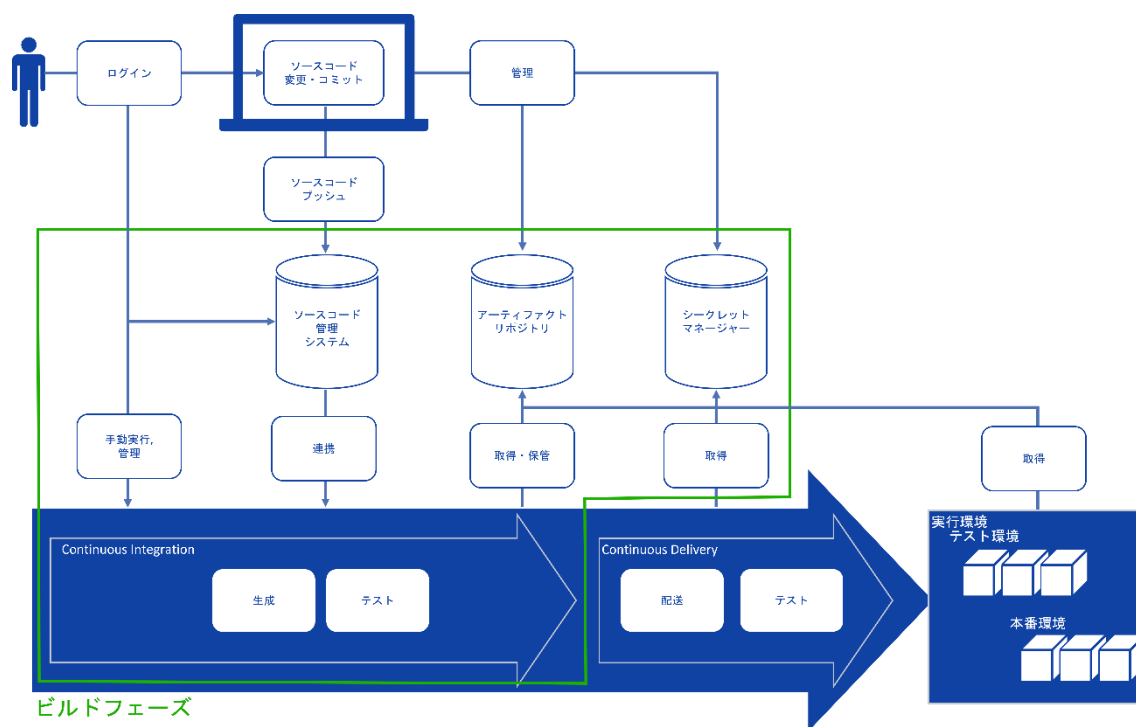 ログイン
ソースコード
変更・コミット
管理
ソースコード
プッシュ
ソースコード
管理
システム
アーティファクト
リポジトリ
シークレット
マネージャー
手動実行,
管理
連携
取得・保管
取得
取得
Continuous Integration
生成
テスト
Continuous Delivery
配送
テスト
実行環境
テスト環境
本番環境
ビルドフェーズ